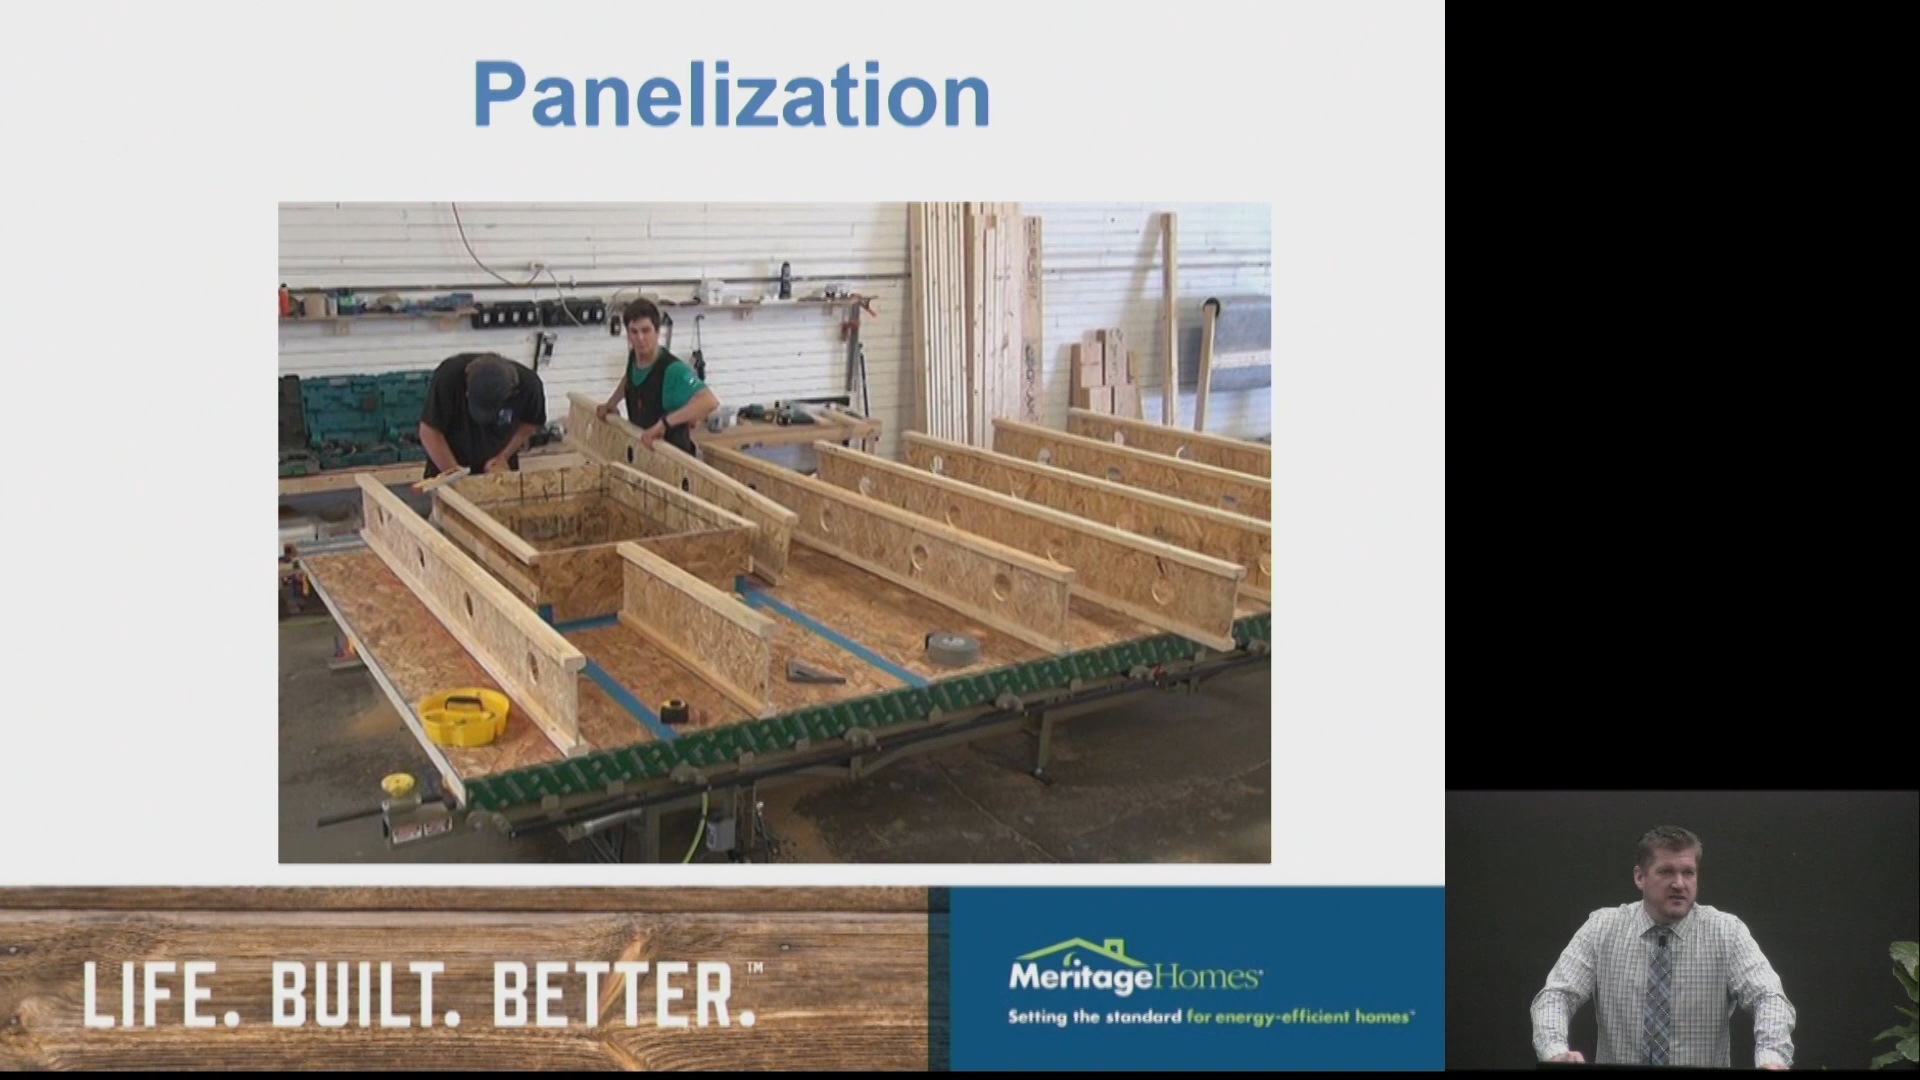 Panelization
LIFE. BUILT. BETTER.™
MeritageHomes®
Setting the standard for energy-efficient homes®